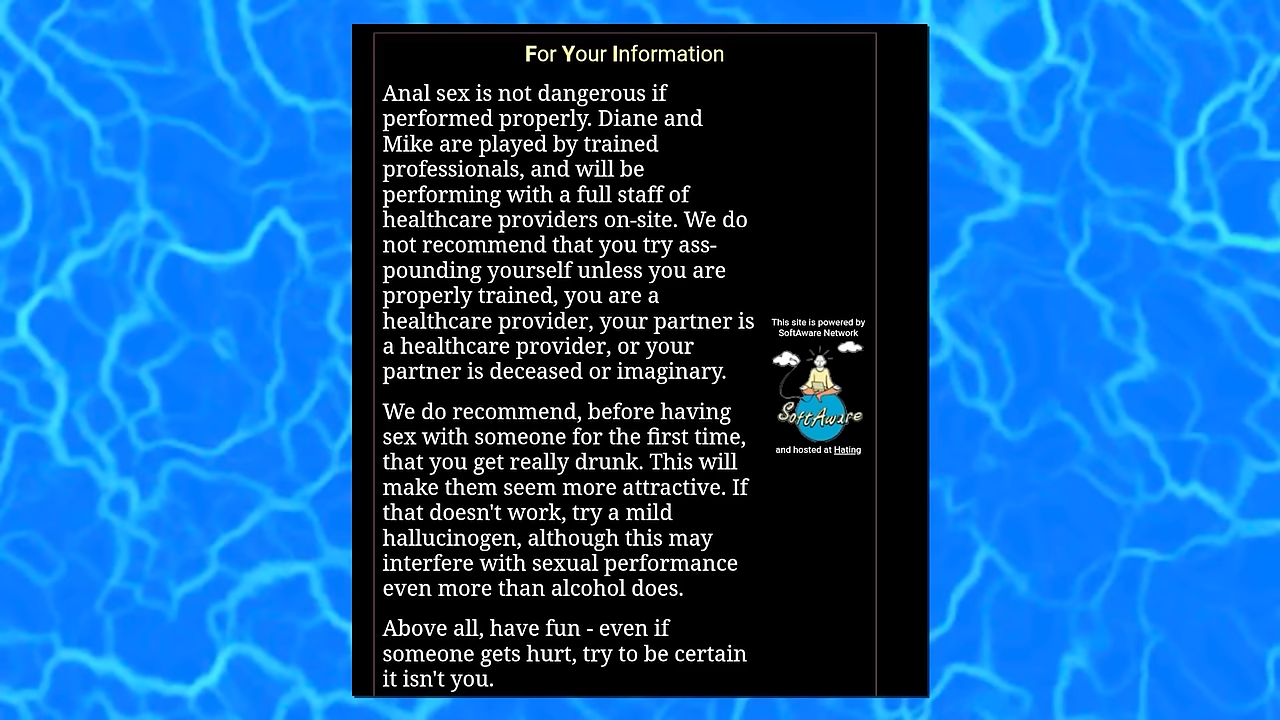 For Your Information
Anal sex is not dangerous if
performed properly. Diane and
Mike are played by trained
professionals, and will be
performing with a full staff of
healthcare providers on-site. We do
not recommend that you try ass-
pounding yourself unless you are
properly trained, you are a
healthcare provider, your partner is
a healthcare provider, or your
partner is deceased or imaginary.
We do recommend, before having
sex with someone for the first time,
that you get really drunk. This will
make them seem more attractive. If
that doesn't work, try a mild
hallucinogen, although this may
interfere with sexual performance
even more than alcohol does.
Above all, have fun - even if
someone gets hurt, try to be certain
it isn't you.
This site is powered by
SoftAware Network
SoftAware
and hosted at Hating